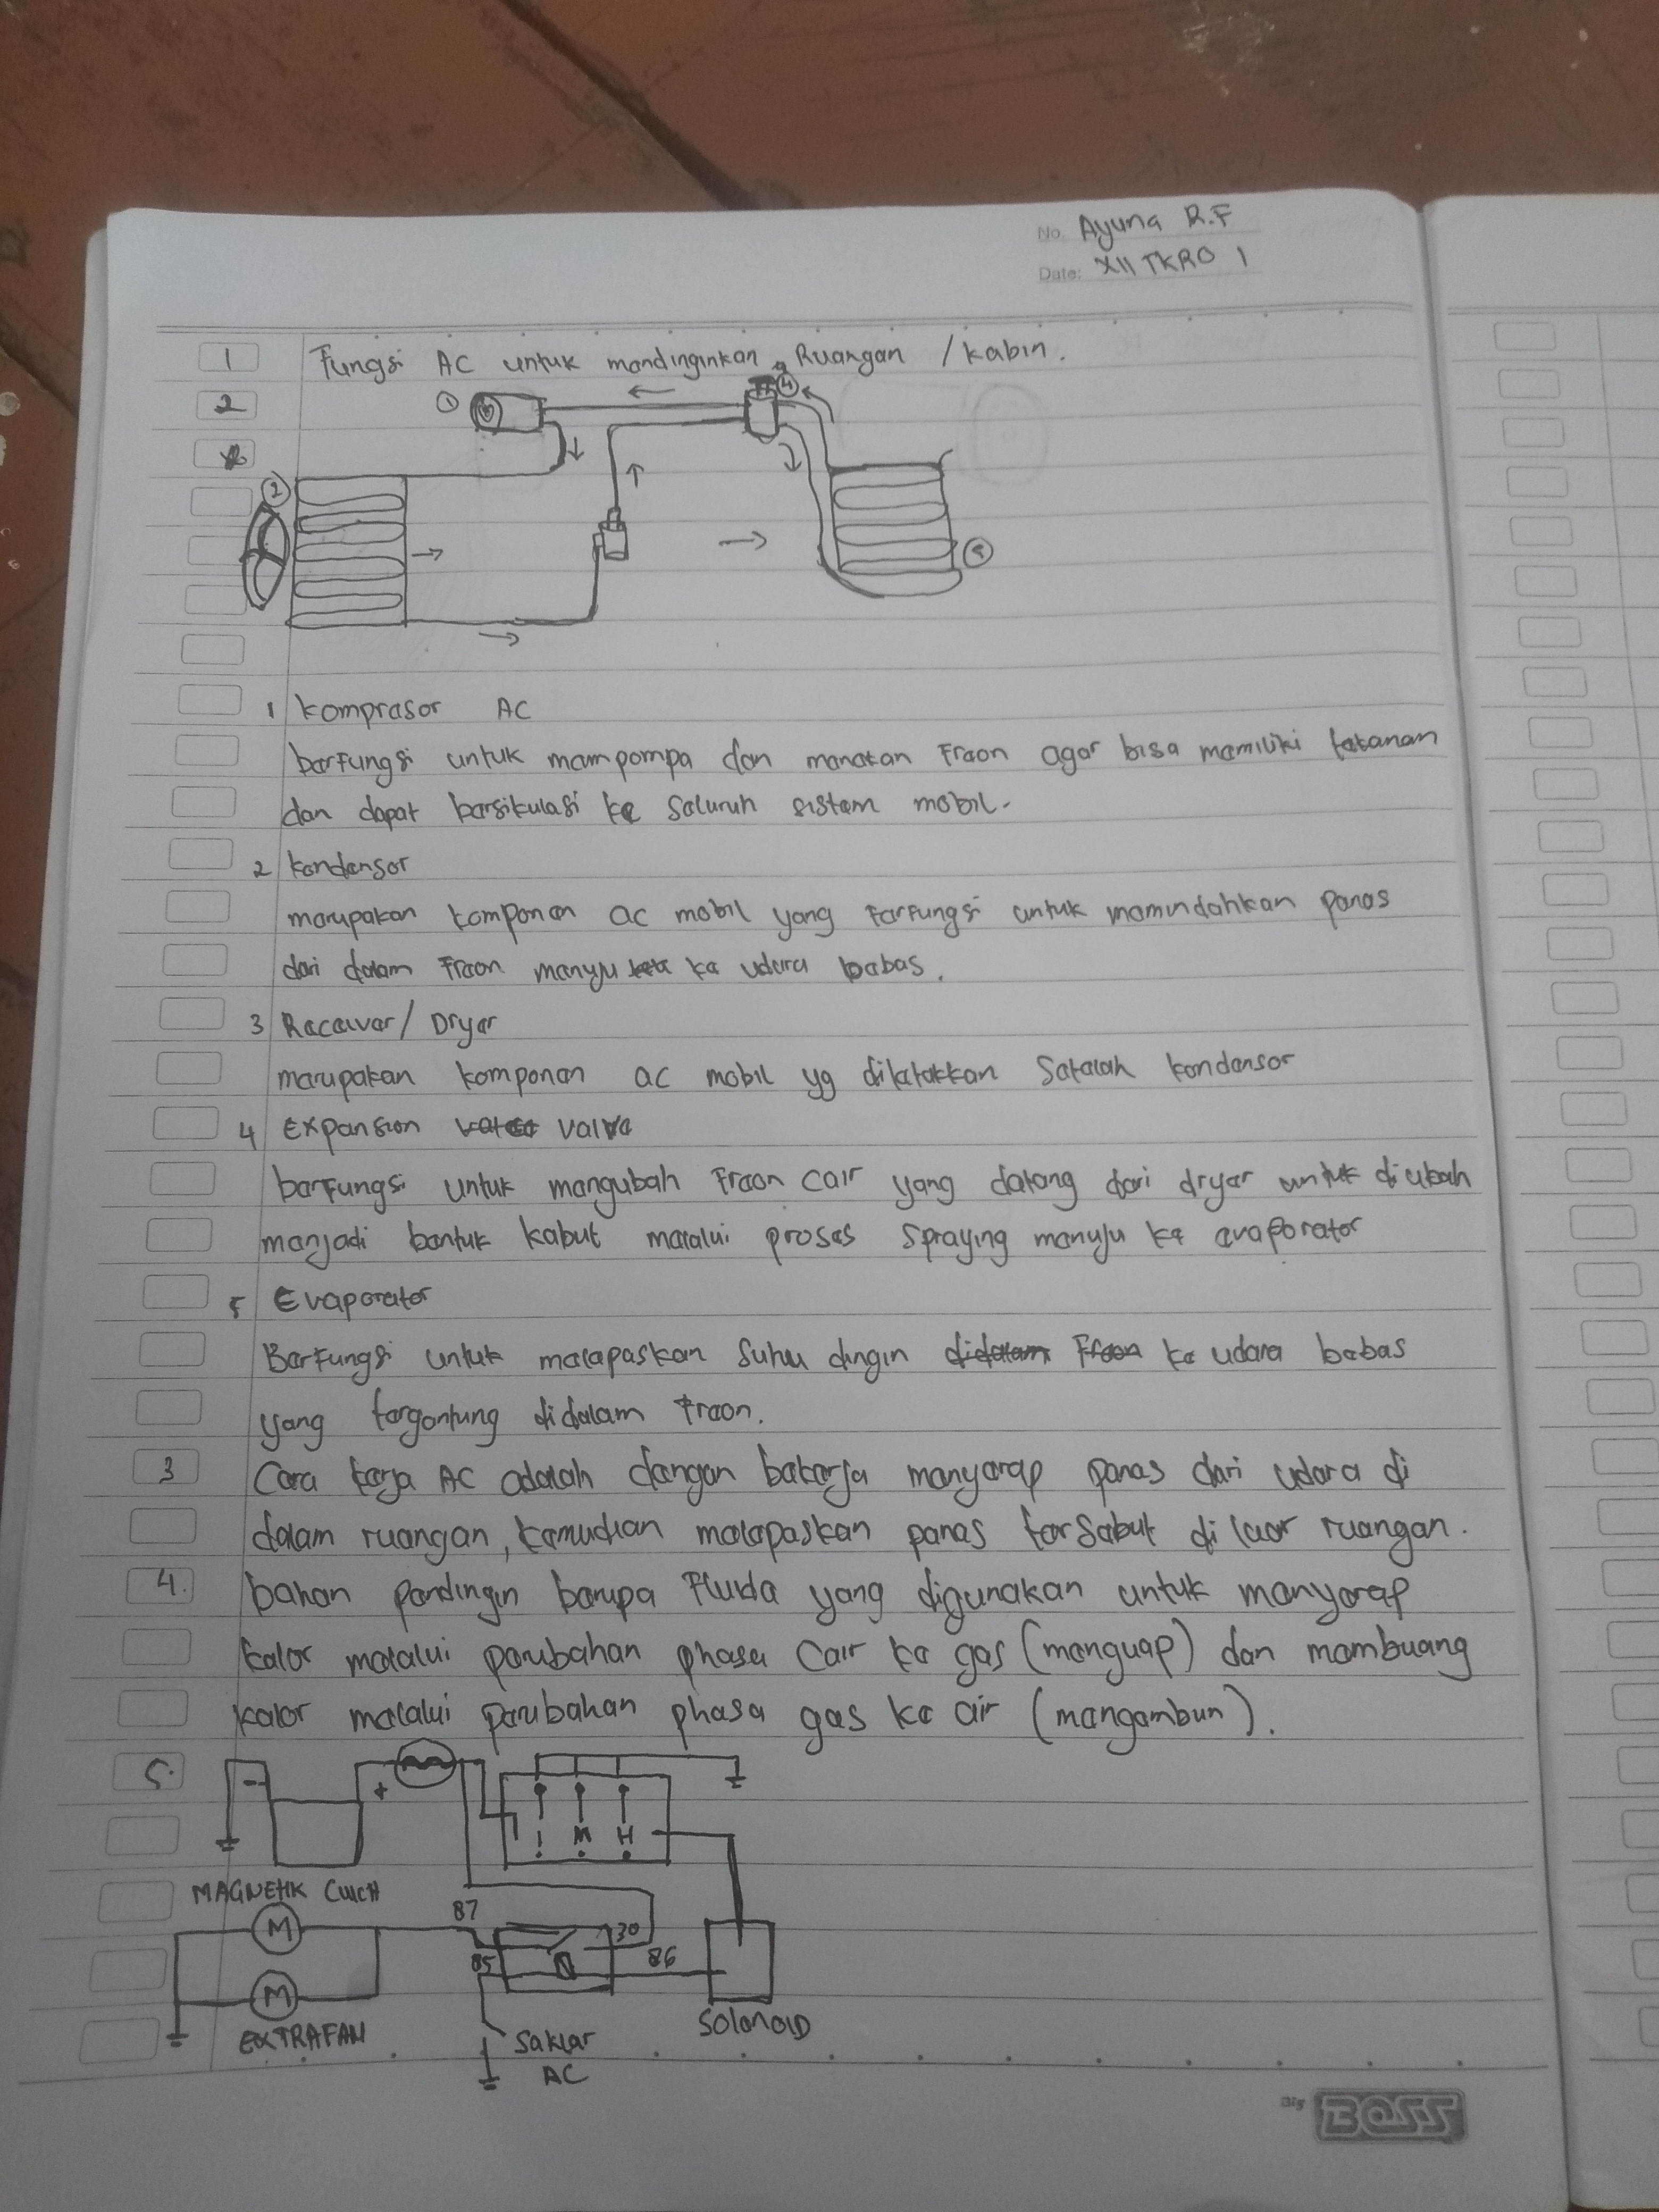 No. Ayuna R.F
Date: XII TKRO 1
1 Fungsi AC untuk mendinginkan Ruangan / kabin.
2
1
4
2
5
1 kompresor AC
berfungsi untuk mempompa dan menekan Freon agar bisa memiliki tekanan
dan dapat bersikulasi ke seluruh sistem mobil.
2 kondensor
merupakan komponen ac mobil yang Ferfungsi untuk memindahkan panas
dari dalam Freon menuju ke udara bebas.
3 Receiver / Dryer
merupakan komponen ac mobil yg diletakkan Setelah kondensor
4 Expansion valve
berfungsi untuk mengubah Freon cair yang datang dari dryer untuk diubah
menjadi bentuk kabut melalui proses Spraying menuju ke evaporator
5 Evaporator
Berfungsi untuk melepaskan Suhu dingin didalam Freon ke udara bebas
yang tergantung didalam Freon.
3 Cara kerja AC adalah dengan bekerja menyerap panas dari udara di
dalam ruangan, kemudian melepaskan panas tersebut di luar ruangan.
4. bahan pendingin berupa Fluida yang digunakan untuk menyerap
kalor melalui perubahan phasa Cair ke gas (menguap) dan membuang
kalor melalui perubahan phasa gas ke air (mengembun).
5.
- +
M H
MAGNETIK CULCH
M
87
30
85
86
M
EXTRAFAN
Saklar
AC
SOLONOID
Big BOSS